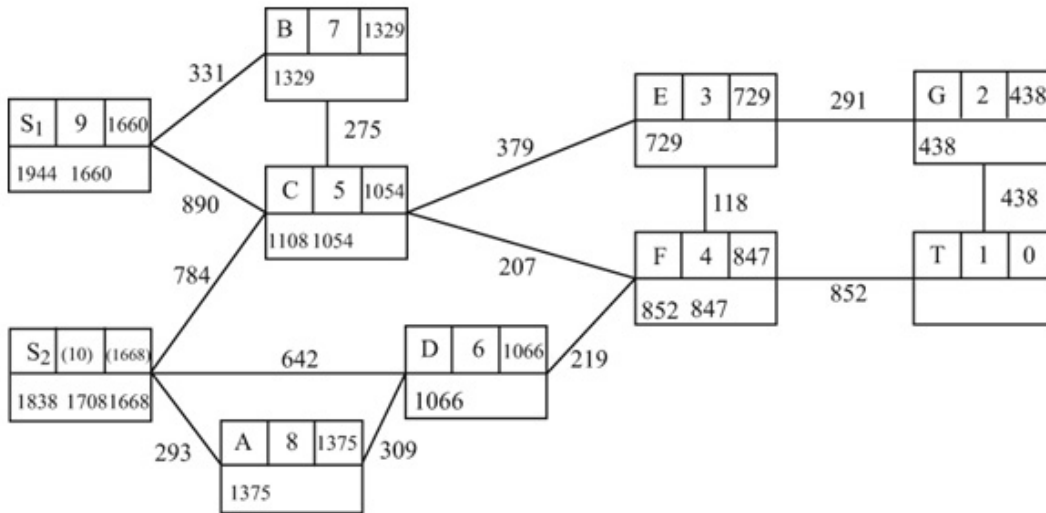 B 7 1329
1329
331
S1 9 1660
1944 1660
275
E 3 729
729
291
G 2 438
438
379
C 5 1054
1108 1054
890
118
438
784
207
F 4 847
852 847
852
T 1 0
S2 (10) (1668)
1838 1708 1668
642
D 6 1066
1066
219
293
A 8 1375
1375
309